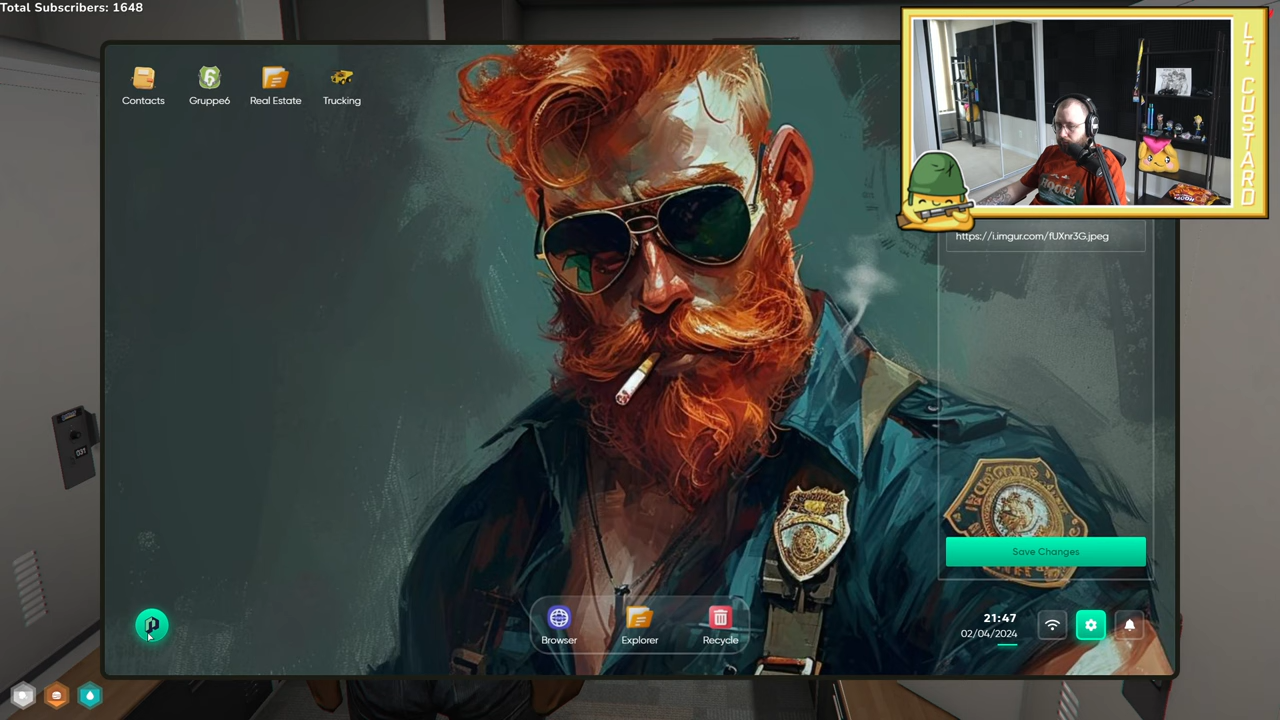 Total Subscribers: 1648
Contacts
Gruppe6
Real Estate
Trucking
LT. CUSTARD
https://i.imgur.com/fUXnr3G.jpeg
Save Changes
Browser
Explorer
Recycle
21:47
02/04/2024